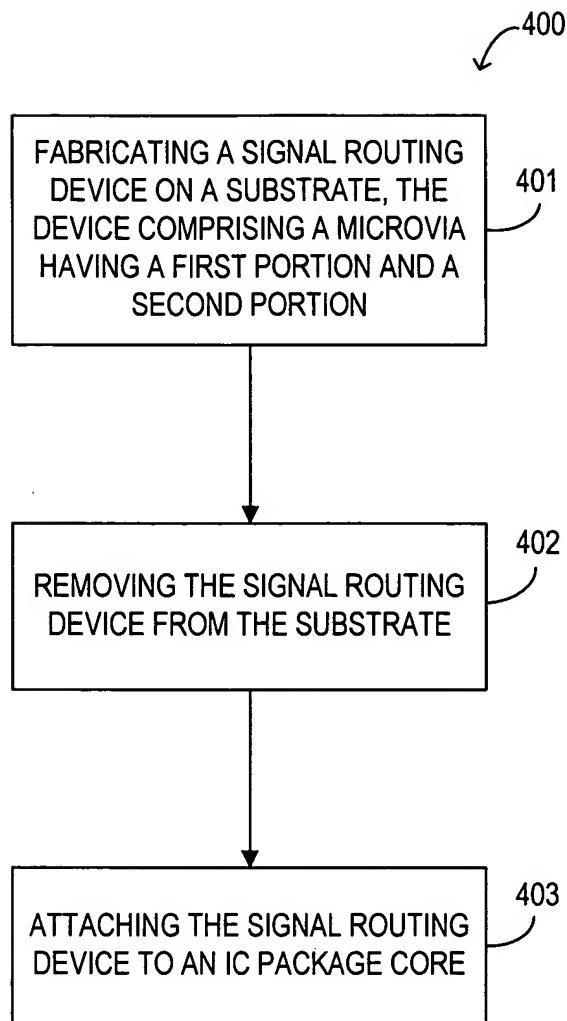 400
FABRICATING A SIGNAL ROUTING
DEVICE ON A SUBSTRATE, THE
DEVICE COMPRISING A MICROVIA
HAVING A FIRST PORTION AND A
SECOND PORTION
401
REMOVING THE SIGNAL ROUTING
DEVICE FROM THE SUBSTRATE
402
ATTACHING THE SIGNAL ROUTING
DEVICE TO AN IC PACKAGE CORE
403